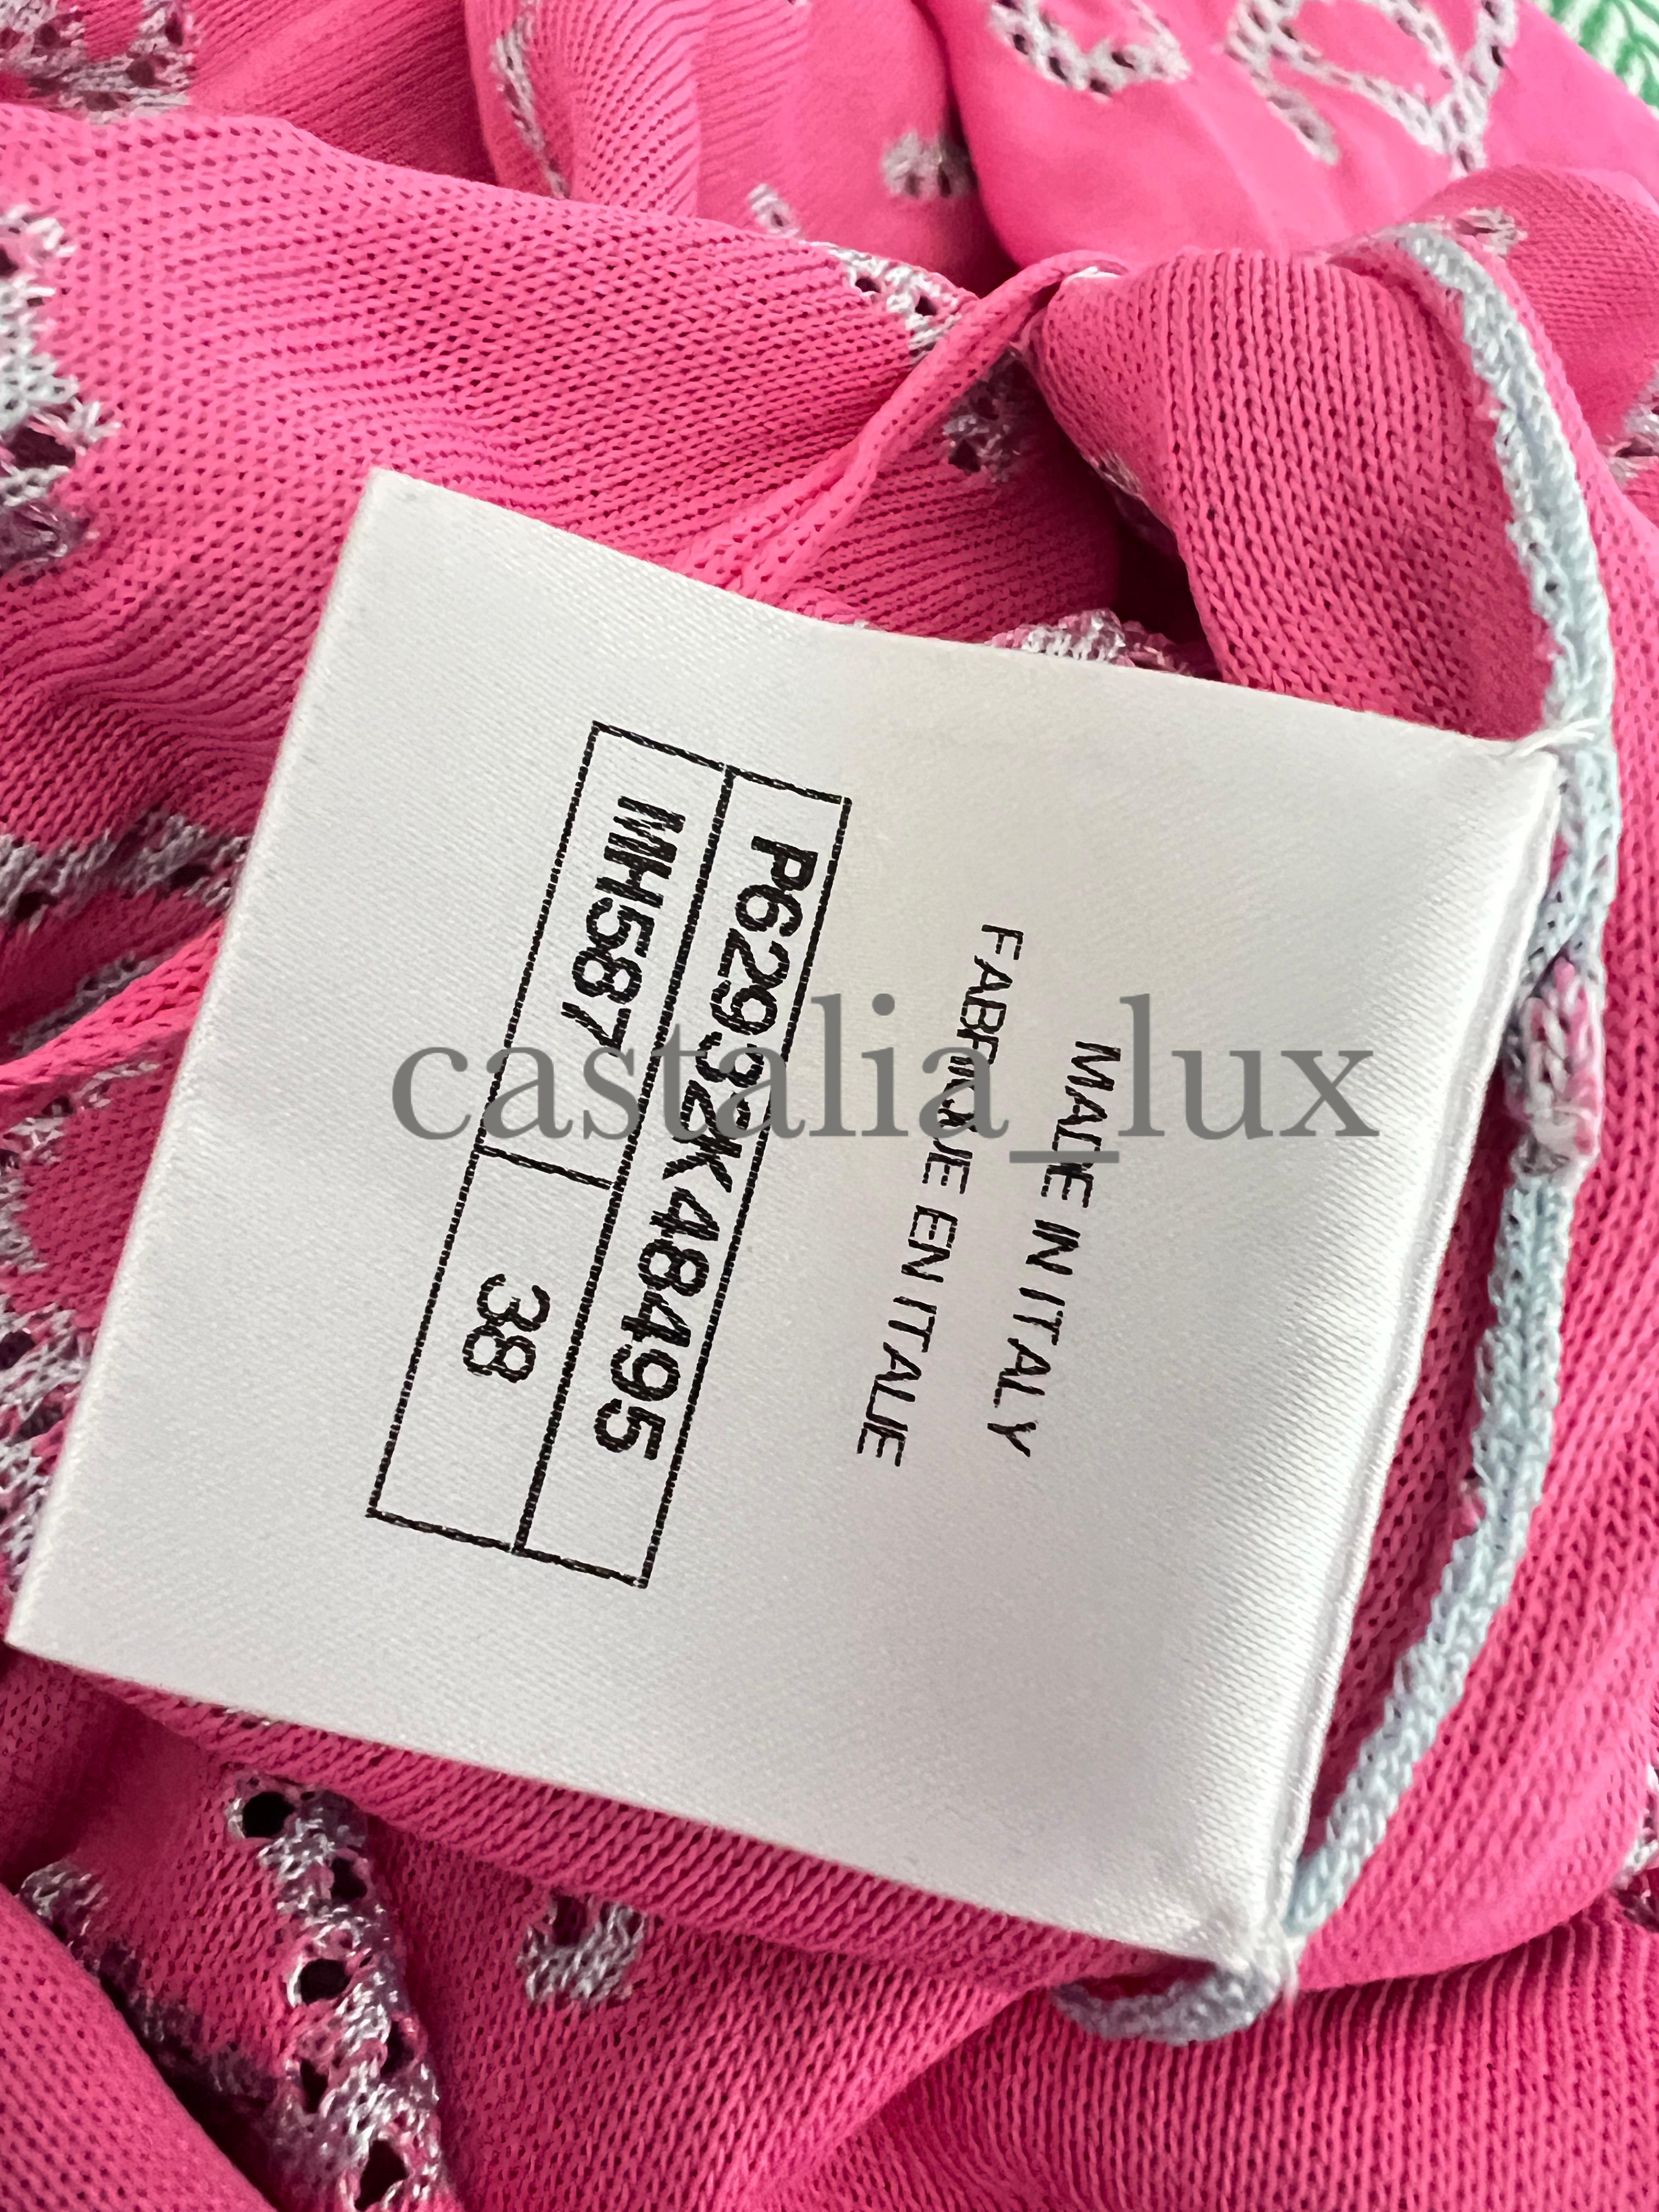 MADE IN ITALY
FABRIQUE EN ITALIE
P62932K48495
MH587 38
castalia_lux